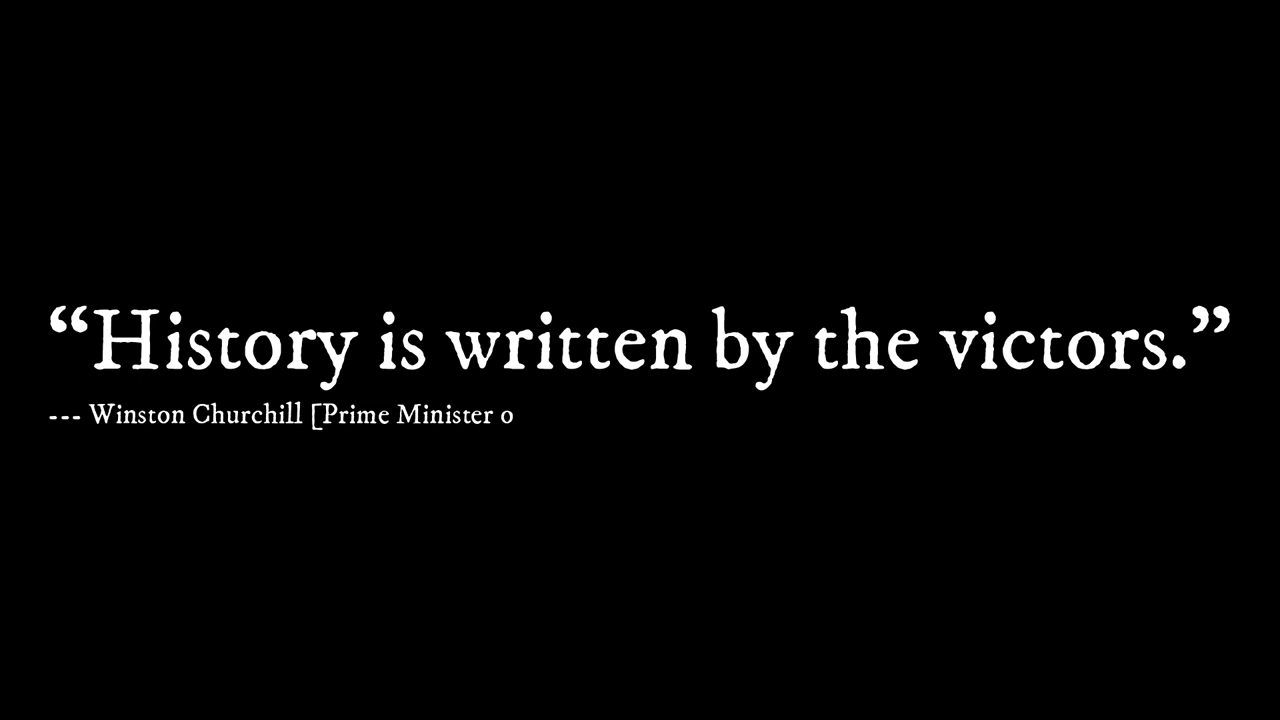 “History is written by the victors.”
--- Winston Churchill [Prime Minister o